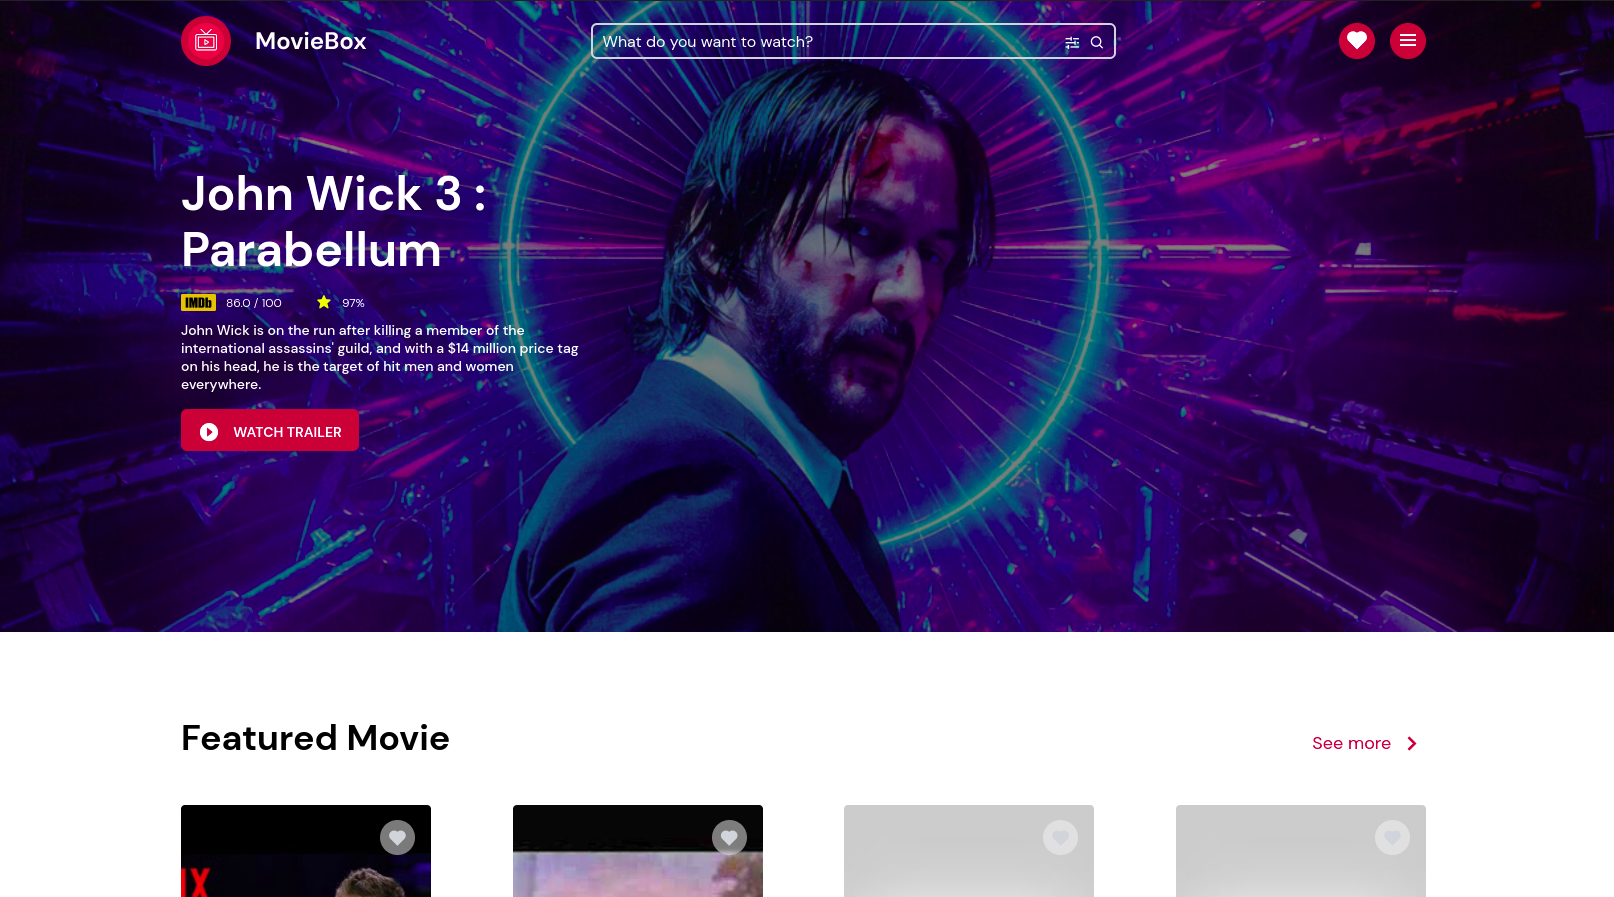 MovieBox
What do you want to watch?
John Wick 3 :
Parabellum
IMDb 86.0 / 100 97%
John Wick is on the run after killing a member of the
international assassins' guild, and with a $14 million price tag
on his head, he is the target of hit men and women
everywhere.
WATCH TRAILER
Featured Movie
See more
IX